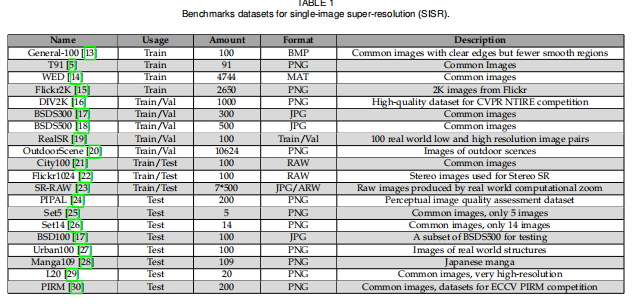 TABLE 1
Benchmarks datasets for single-image super-resolution (SISR).
Name Usage Amount Format Description
General-100 [13] Train 100 BMP Common images with clear edges but fewer smooth regions
T91 [5] Train 91 PNG Common Images
WED [14] Train 4744 MAT Common images
Flickr2K [15] Train 2650 PNG 2K images from Flickr
DIV2K [16] Train/Val 1000 PNG High-quality dataset for CVPR NTIRE competition
BSDS300 [17] Train/Val 300 JPG Common images
BSDS500 [18] Train/Val 500 JPG Common images
RealSR [19] Train/Val 100 Train/Val 100 real world low and high resolution image pairs
OutdoorScene [20] Train/Val 10624 PNG Images of outdoor scences
City100 [21] Train/Test 100 RAW Common images
Flickr1024 [22] Train/Test 100 RAW Stereo images used for Stereo SR
SR-RAW [23] Train/Test 7*500 JPG/ARW Raw images produced by real world computational zoom
PIPAL [24] Test 200 PNG Perceptual image quality assessment dataset
Set5 [25] Test 5 PNG Common images, only 5 images
Set14 [26] Test 14 PNG Common images, only 14 images
BSD100 [17] Test 100 JPG A subset of BSDS500 for testing
Urban100 [27] Test 100 PNG Images of real world structures
Manga109 [28] Test 109 PNG Japanese manga
L20 [29] Test 20 PNG Common images, very high-resolution
PIRM [30] Test 200 PNG Common images, datasets for ECCV PIRM competition